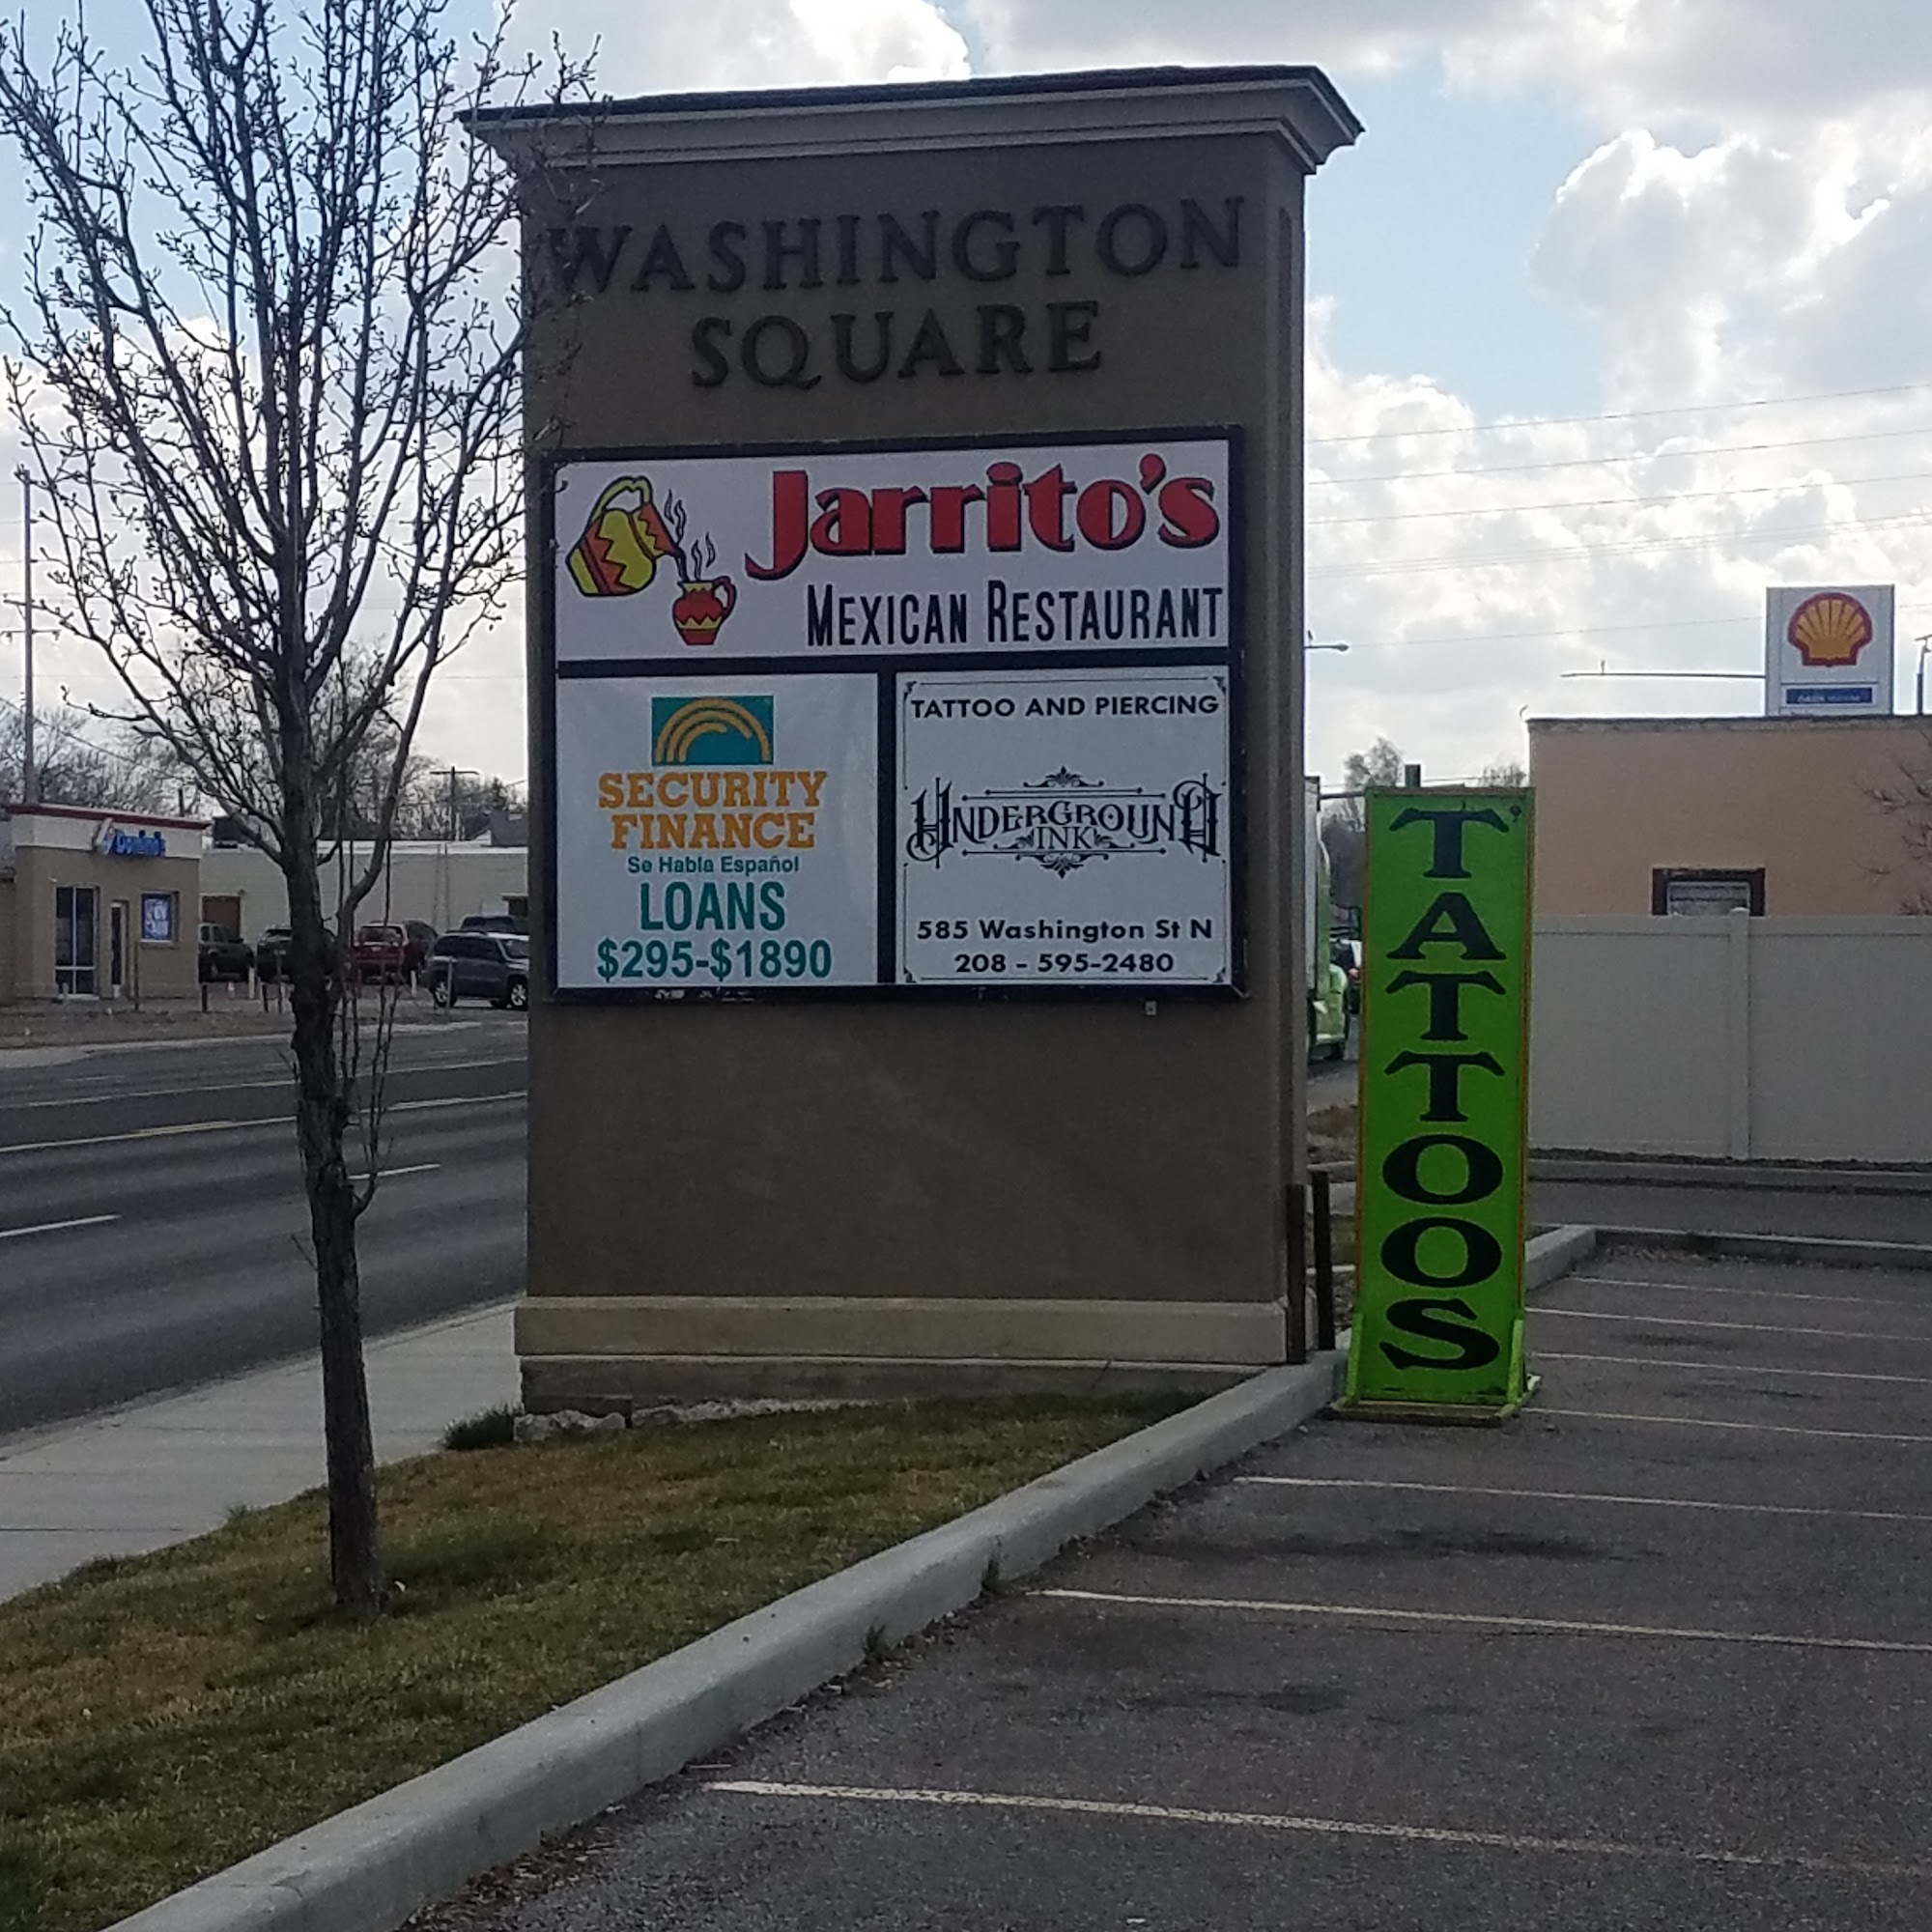 WASHINGTON
SQUARE
Jarrito's
MEXICAN RESTAURANT
SECURITY
FINANCE
Se Habla Español
LOANS
$295-$1890
TATTOO AND PIERCING
UNDERGROUND
INK
585 Washington St N
208 - 595-2480
TATTOOS
Domino's